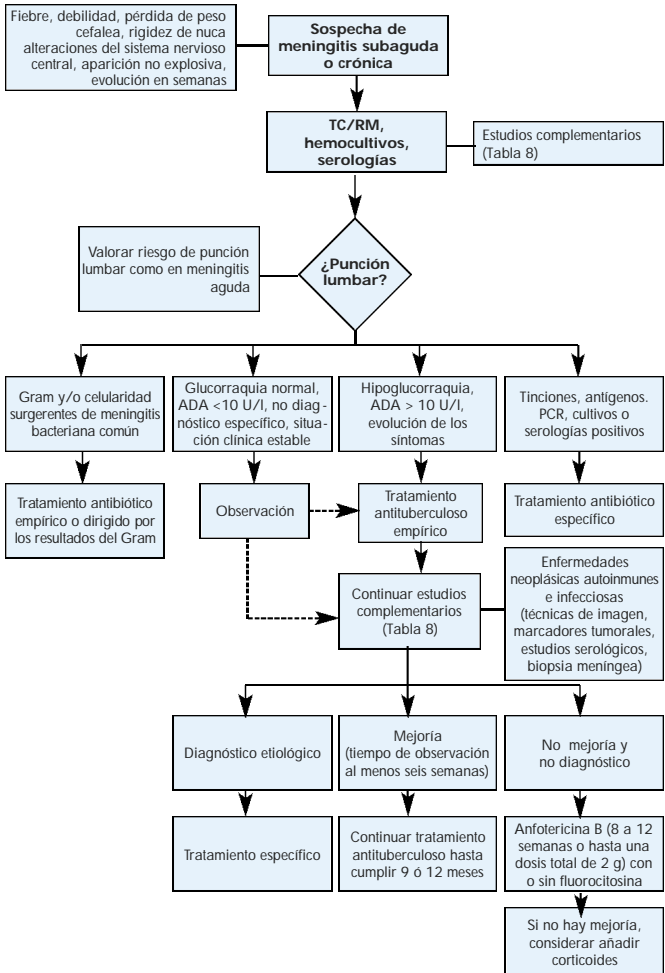 Fiebre, debilidad, pérdida de peso
cefalea, rigidez de nuca
alteraciones del sistema nervioso
central, aparición no explosiva,
evolución en semanas
Sospecha de
meningitis subaguda
o crónica
TC/RM,
hemocultivos,
serologías
Estudios complementarios
(Tabla 8)
Valorar riesgo de punción
lumbar como en meningitis
aguda
¿Punción
lumbar?
Gram y/o celularidad
surgerentes de meningitis
bacteriana común
Glucorraquia normal,
ADA <10 U/l, no diag-
nóstico específico, situa-
ción clínica estable
Hipoglucorraquia,
ADA > 10 U/l,
evolución de los
síntomas
Tinciones, antígenos.
PCR, cultivos o
serologías positivos
Tratamiento antibiótico
empírico o dirigido por
los resultados del Gram
Observación
Tratamiento
antituberculoso
empírico
Tratamiento antibiótico
específico
Continuar estudios
complementarios
(Tabla 8)
Enfermedades
neoplásicas autoinmunes
e infecciosas
(técnicas de imagen,
marcadores tumorales,
estudios serológicos,
biopsia meníngea)
Diagnóstico etiológico
Mejoría
(tiempo de observación
al menos seis semanas)
No mejoría y
no diagnóstico
Tratamiento específico
Continuar tratamiento
antituberculoso hasta
cumplir 9 ó 12 meses
Anfotericina B (8 a 12
semanas o hasta una
dosis total de 2 g) con
o sin fluorocitosina
Si no hay mejoría,
considerar añadir
corticoides